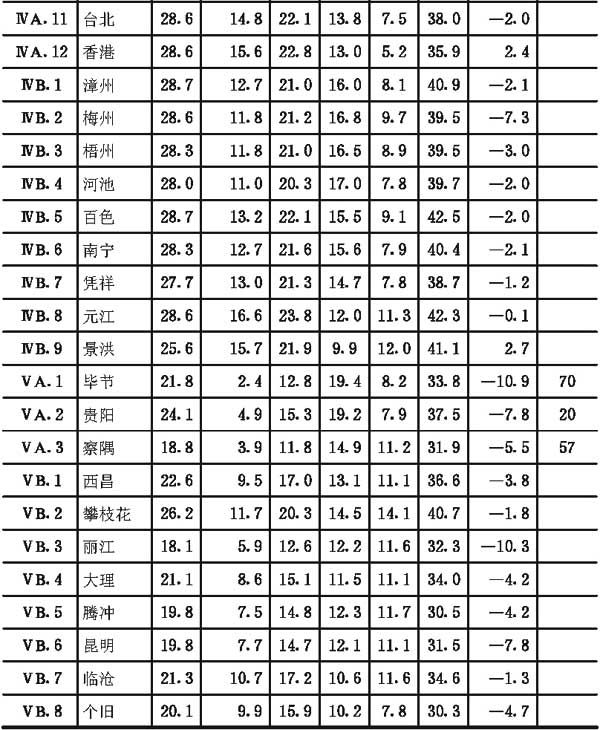 ⅣA.11 台北 28.6 14.8 22.1 13.8 7.5 38.0 −2.0
ⅣA.12 香港 28.6 15.6 22.8 13.0 5.2 35.9 2.4
ⅣB.1 漳州 28.7 12.7 21.0 16.0 8.1 40.9 −2.1
ⅣB.2 梅州 28.6 11.8 21.2 16.8 9.7 39.5 −7.3
ⅣB.3 梧州 28.3 11.8 21.0 16.5 8.9 39.5 −3.0
ⅣB.4 河池 28.0 11.0 20.3 17.0 7.8 39.7 −2.0
ⅣB.5 百色 28.7 13.2 22.1 15.5 9.1 42.5 −2.0
ⅣB.6 南宁 28.3 12.7 21.6 15.6 7.9 40.4 −2.1
ⅣB.7 凭祥 27.7 13.0 21.3 14.7 7.8 38.7 −1.2
ⅣB.8 元江 28.6 16.6 23.8 12.0 11.3 42.3 −0.1
ⅣB.9 景洪 25.6 15.7 21.9 9.9 12.0 41.1 2.7
ⅤA.1 毕节 21.8 2.4 12.8 19.4 8.2 33.8 −10.9 70
ⅤA.2 贵阳 24.1 4.9 15.3 19.2 7.9 37.5 −7.8 20
ⅤA.3 察隅 18.8 3.9 11.8 14.9 11.2 31.9 −5.5 57
ⅤB.1 西昌 22.6 9.5 17.0 13.1 11.1 36.6 −3.8
ⅤB.2 攀枝花 26.2 11.7 20.3 14.5 14.1 40.7 −1.8
ⅤB.3 丽江 18.1 5.9 12.6 12.2 11.6 32.3 −10.3
ⅤB.4 大理 21.1 8.6 15.1 11.5 11.1 34.0 −4.2
ⅤB.5 腾冲 19.8 7.5 14.8 12.3 11.7 30.5 −4.2
ⅤB.6 昆明 19.8 7.7 14.7 12.1 11.1 31.5 −7.8
ⅤB.7 临沧 21.3 10.7 17.2 10.6 11.6 34.6 −1.3
ⅤB.8 个旧 20.1 9.9 15.9 10.2 7.8 30.3 −4.7